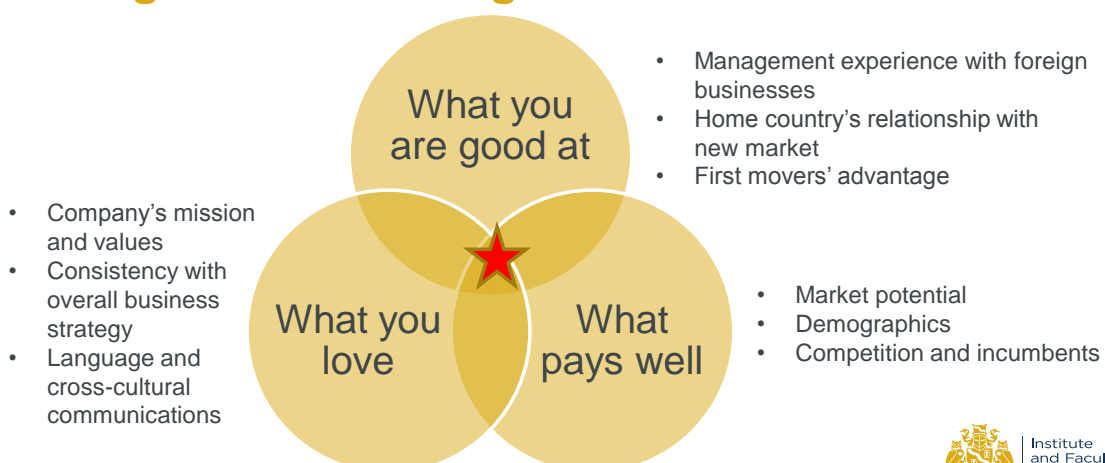 What you
are good at
• Management experience with foreign
businesses
• Home country's relationship with
new market
• First movers' advantage
• Company's mission
and values
• Consistency with
overall business
strategy
• Language and
cross-cultural
communications
What you
love
What
pays well
• Market potential
• Demographics
• Competition and incumbents
Institute
and Facul